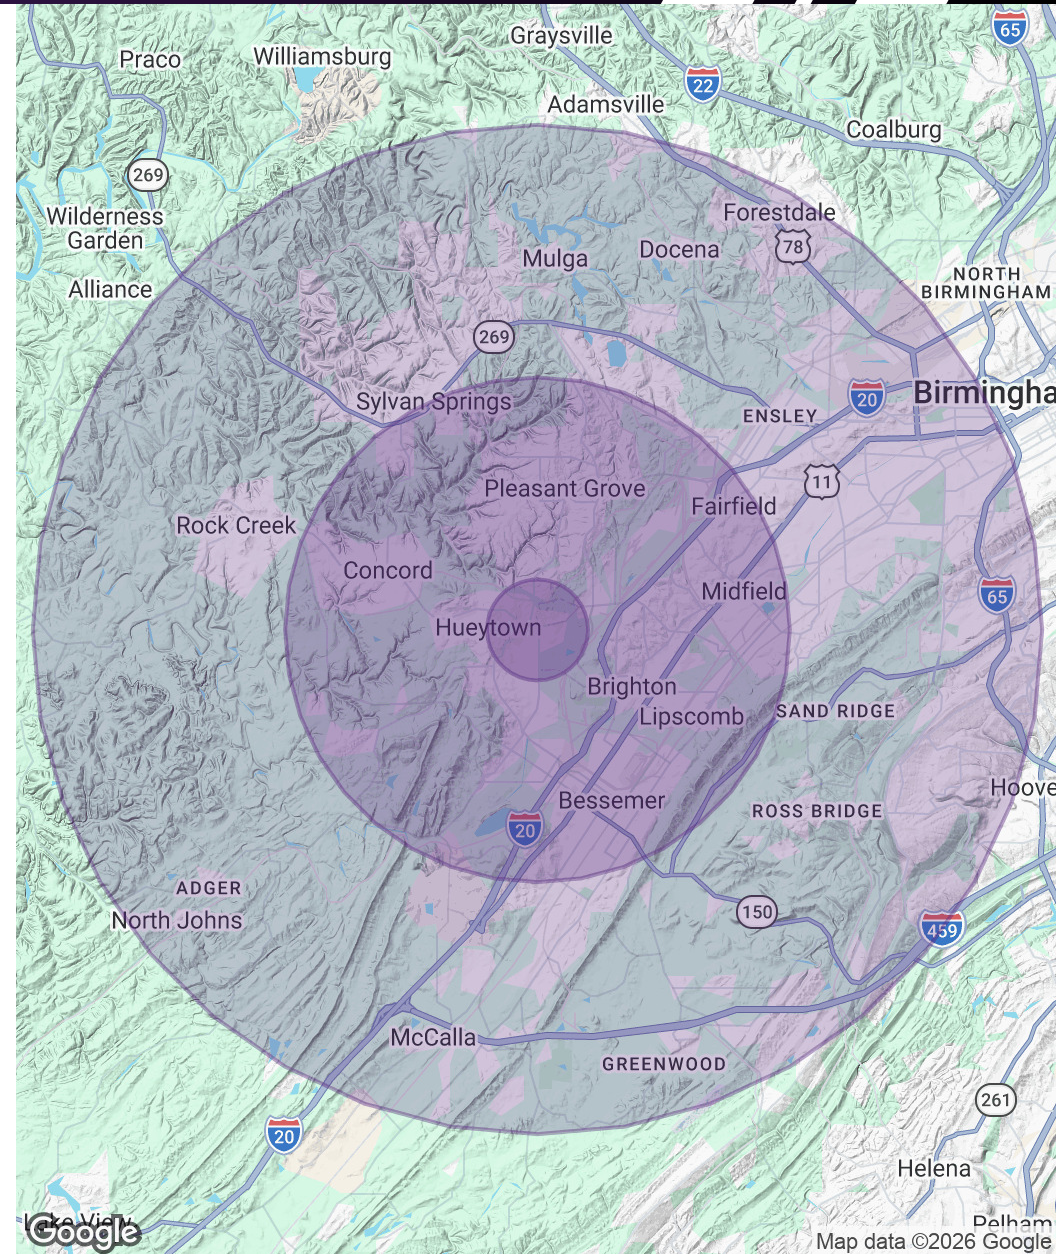 Graysville
65
Praco
Williamsburg
22
Adamsville
Coalburg
269
Wilderness
Garden
Forestdale
78
Docena
Mulga
NORTH
BIRMINGHAM
Alliance
269
Birmingha
20
Sylvan Springs
ENSLEY
11
Pleasant Grove
Fairfield
Rock Creek
Concord
Midfield
65
Hueytown
Brighton
Lipscomb
SAND RIDGE
Hoove
Bessemer
ROSS BRIDGE
20
ADGER
North Johns
150
459
McCalla
GREENWOOD
261
20
Helena
Lake View
Google
Pelham
Map data ©2026 Google